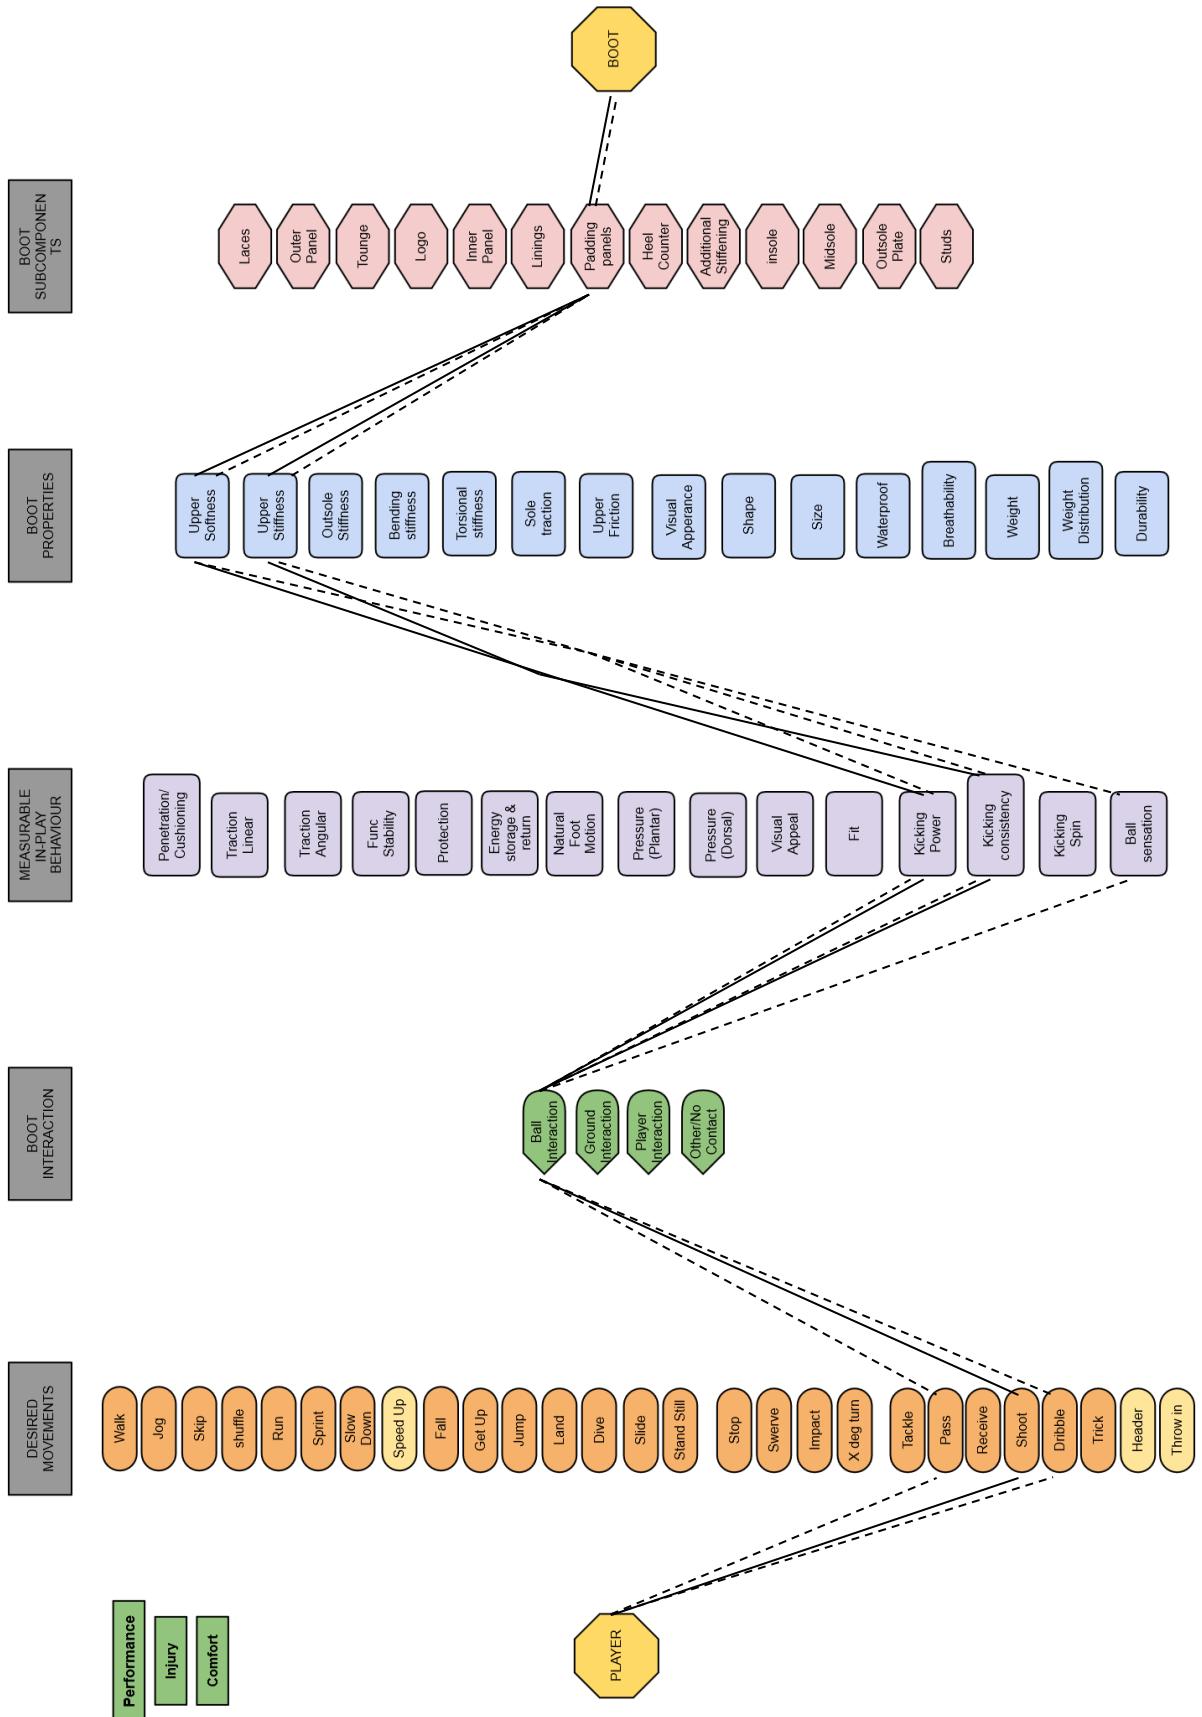 BOOT
BOOT
SUBCOMPONEN
TS
Laces
Outer
Panel
Tounge
Logo
Inner
Panel
Linings
Padding
panels
Heel
Counter
Additional
Stiffening
insole
Midsole
Outsole
Plate
Studs
BOOT
PROPERTIES
Upper
Softness
Upper
Stiffness
Outsole
Stiffness
Bending
stiffness
Torsional
stiffness
Sole
traction
Upper
Friction
Visual
Apperance
Shape
Size
Waterproof
Breathability
Weight
Weight
Distribution
Durability
MEASURABLE
IN-PLAY
BEHAVIOUR
Penetration/
Cushioning
Traction
Linear
Traction
Angular
Func
Stability
Protection
Energy
storage &
return
Natural
Foot
Motion
Pressure
(Plantar)
Pressure
(Dorsal)
Visual
Appeal
Fit
Kicking
Power
Kicking
consistency
Kicking
Spin
Ball
sensation
BOOT
INTERACTION
Ball
Interaction
Ground
Interaction
Player
Interaction
Other/No
Contact
DESIRED
MOVEMENTS
Walk
Jog
Skip
shuffle
Run
Sprint
Slow
Down
Speed Up
Fall
Get Up
Jump
Land
Dive
Slide
Stand Still
Stop
Swerve
Impact
X deg turn
Tackle
Pass
Receive
Shoot
Dribble
Trick
Header
Throw in
Performance
Injury
Comfort
PLAYER